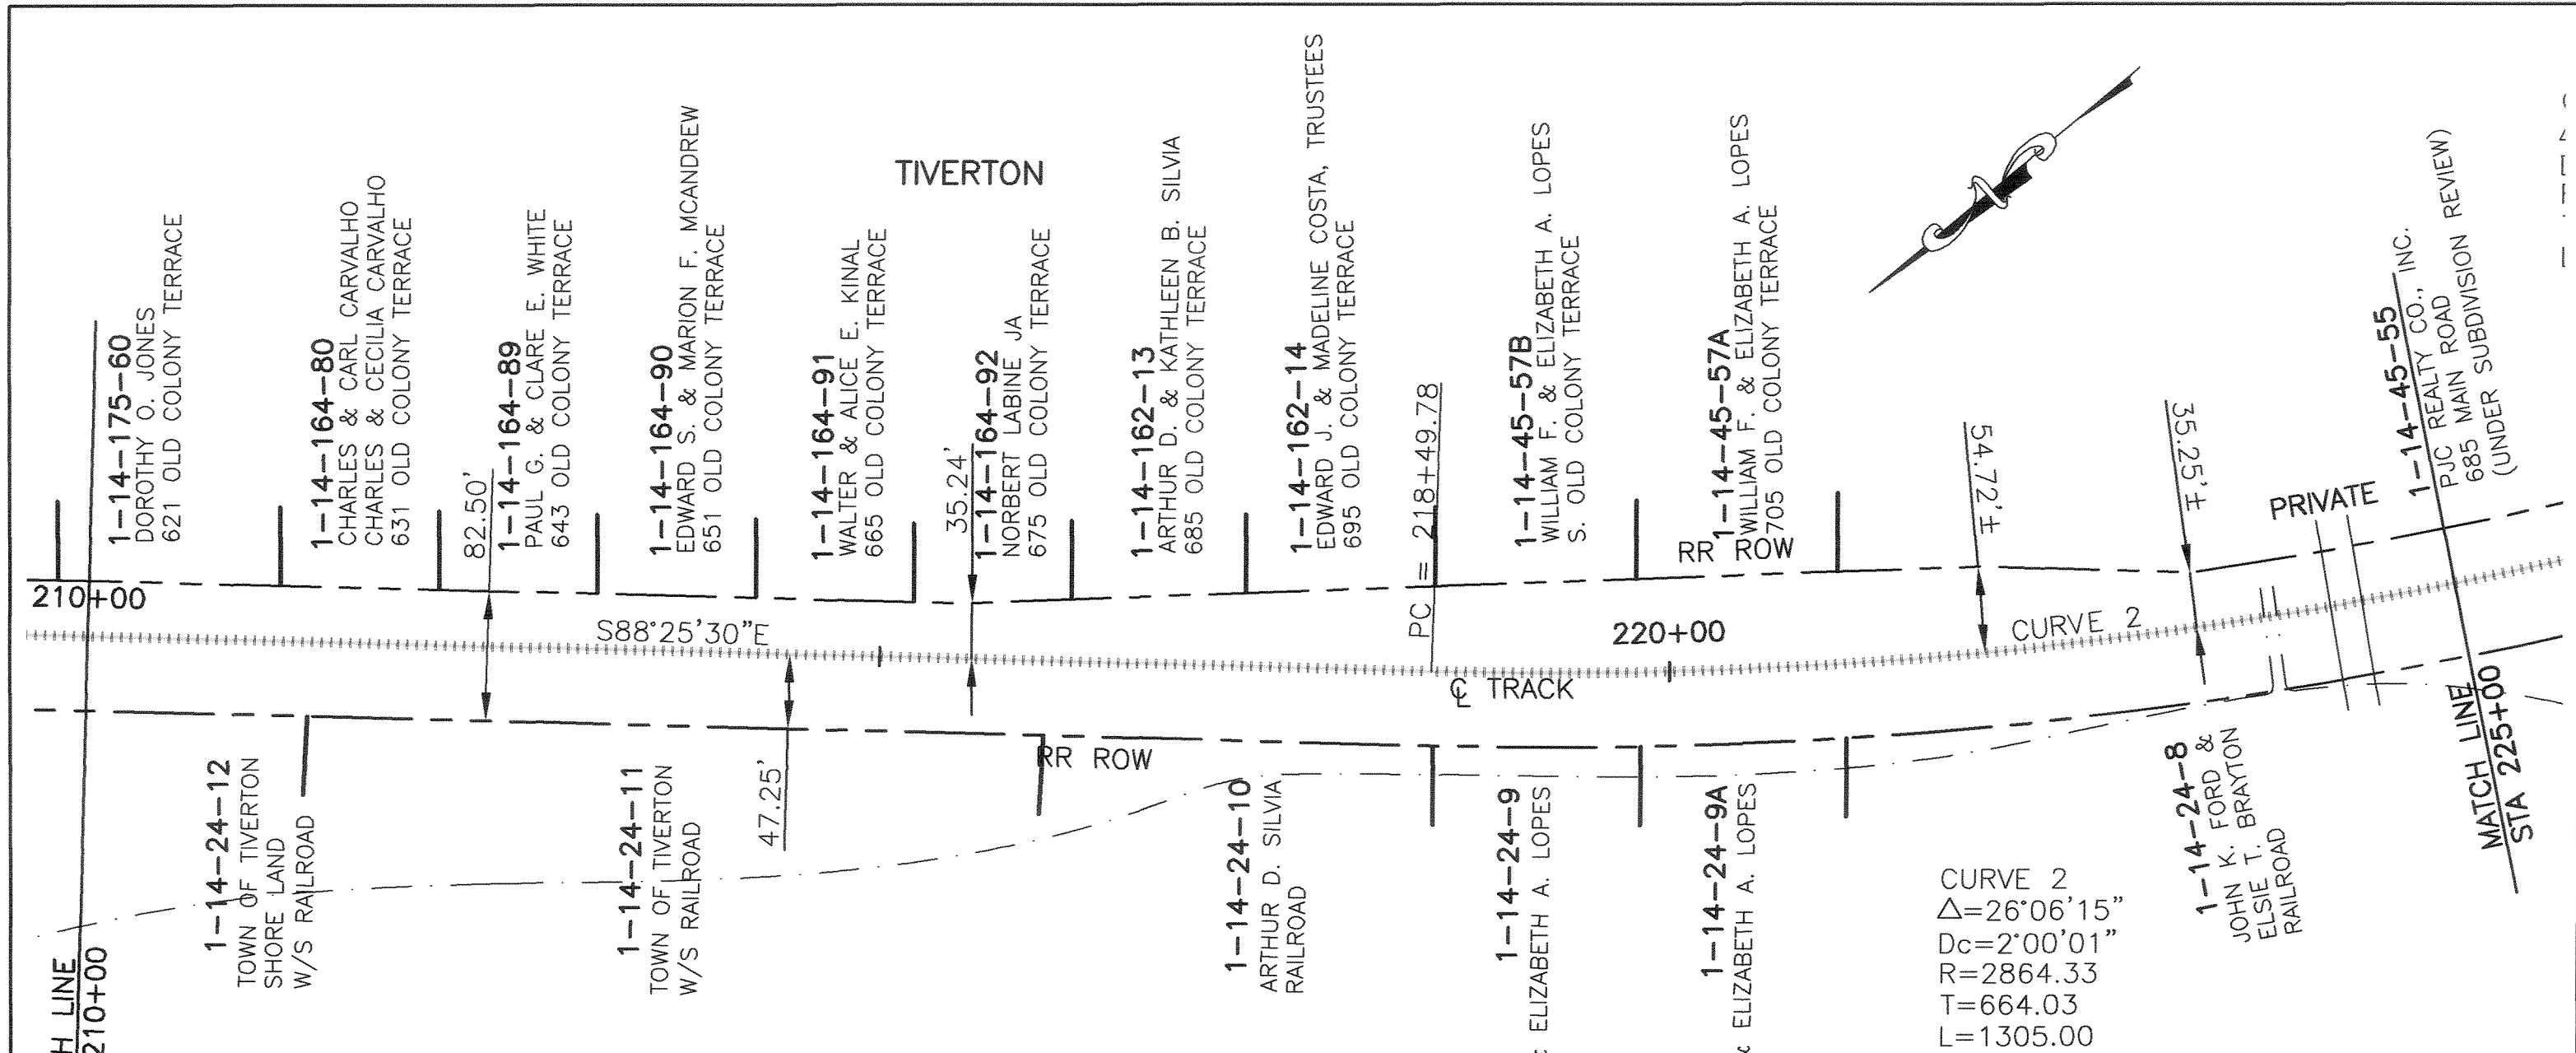 TIVERTON
1-14-175-60
DOROTHY O. JONES
621 OLD COLONY TERRACE
1-14-164-80
CHARLES & CARL CARVALHO
CHARLES & CECILIA CARVALHO
631 OLD COLONY TERRACE
82.50'
1-14-164-89
PAUL G. & CLARE E. WHITE
643 OLD COLONY TERRACE
1-14-164-90
EDWARD S. & MARION F. MCANDREW
651 OLD COLONY TERRACE
1-14-164-91
WALTER & ALICE E. KINAL
665 OLD COLONY TERRACE
35.24'
1-14-164-92
NORBERT LABINE JA
675 OLD COLONY TERRACE
1-14-162-13
ARTHUR D. & KATHLEEN B. SILVIA
685 OLD COLONY TERRACE
1-14-162-14
EDWARD J. & MADELINE COSTA, TRUSTEES
695 OLD COLONY TERRACE
PC = 218+49.78
1-14-45-57B
WILLIAM F. & ELIZABETH A. LOPES
S. OLD COLONY TERRACE
1-14-45-57A
WILLIAM F. & ELIZABETH A. LOPES
705 OLD COLONY TERRACE
RR ROW
54.72'±
35.25'±
PRIVATE
1-14-45-55
PJC REALTY CO., INC.
685 MAIN ROAD
(UNDER SUBDIVISION REVIEW)
210+00
S88°25'30"E
220+00
CURVE 2
℄ TRACK
RR ROW
MATCH LINE
STA 225+00
H LINE
210+00
1-14-24-12
TOWN OF TIVERTON
SHORE LAND
W/S RAILROAD
1-14-24-11
TOWN OF TIVERTON
W/S RAILROAD
47.25'
1-14-24-10
ARTHUR D. SILVIA
RAILROAD
1-14-24-9
ELIZABETH A. LOPES
1-14-24-9A
& ELIZABETH A. LOPES
1-14-24-8
JOHN K. FORD &
ELSIE T. BRAYTON
RAILROAD
CURVE 2
Δ=26°06'15"
Dc=2°00'01"
R=2864.33
T=664.03
L=1305.00